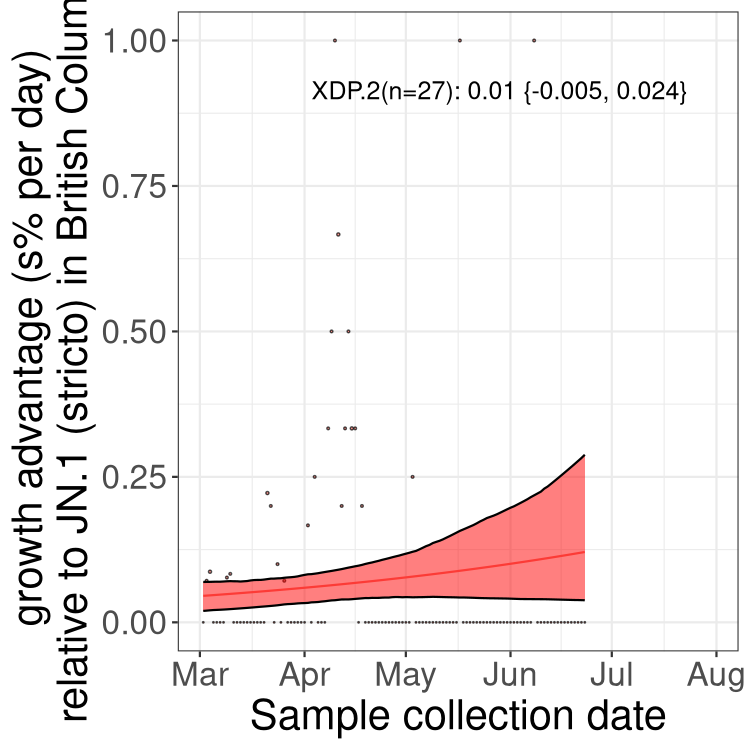 growth advantage (s% per day)
relative to JN.1 (stricto) in British Colum
1.00
0.75
0.50
0.25
0.00
XDP.2(n=27): 0.01 {-0.005, 0.024}
Mar Apr May Jun Jul Aug
Sample collection date